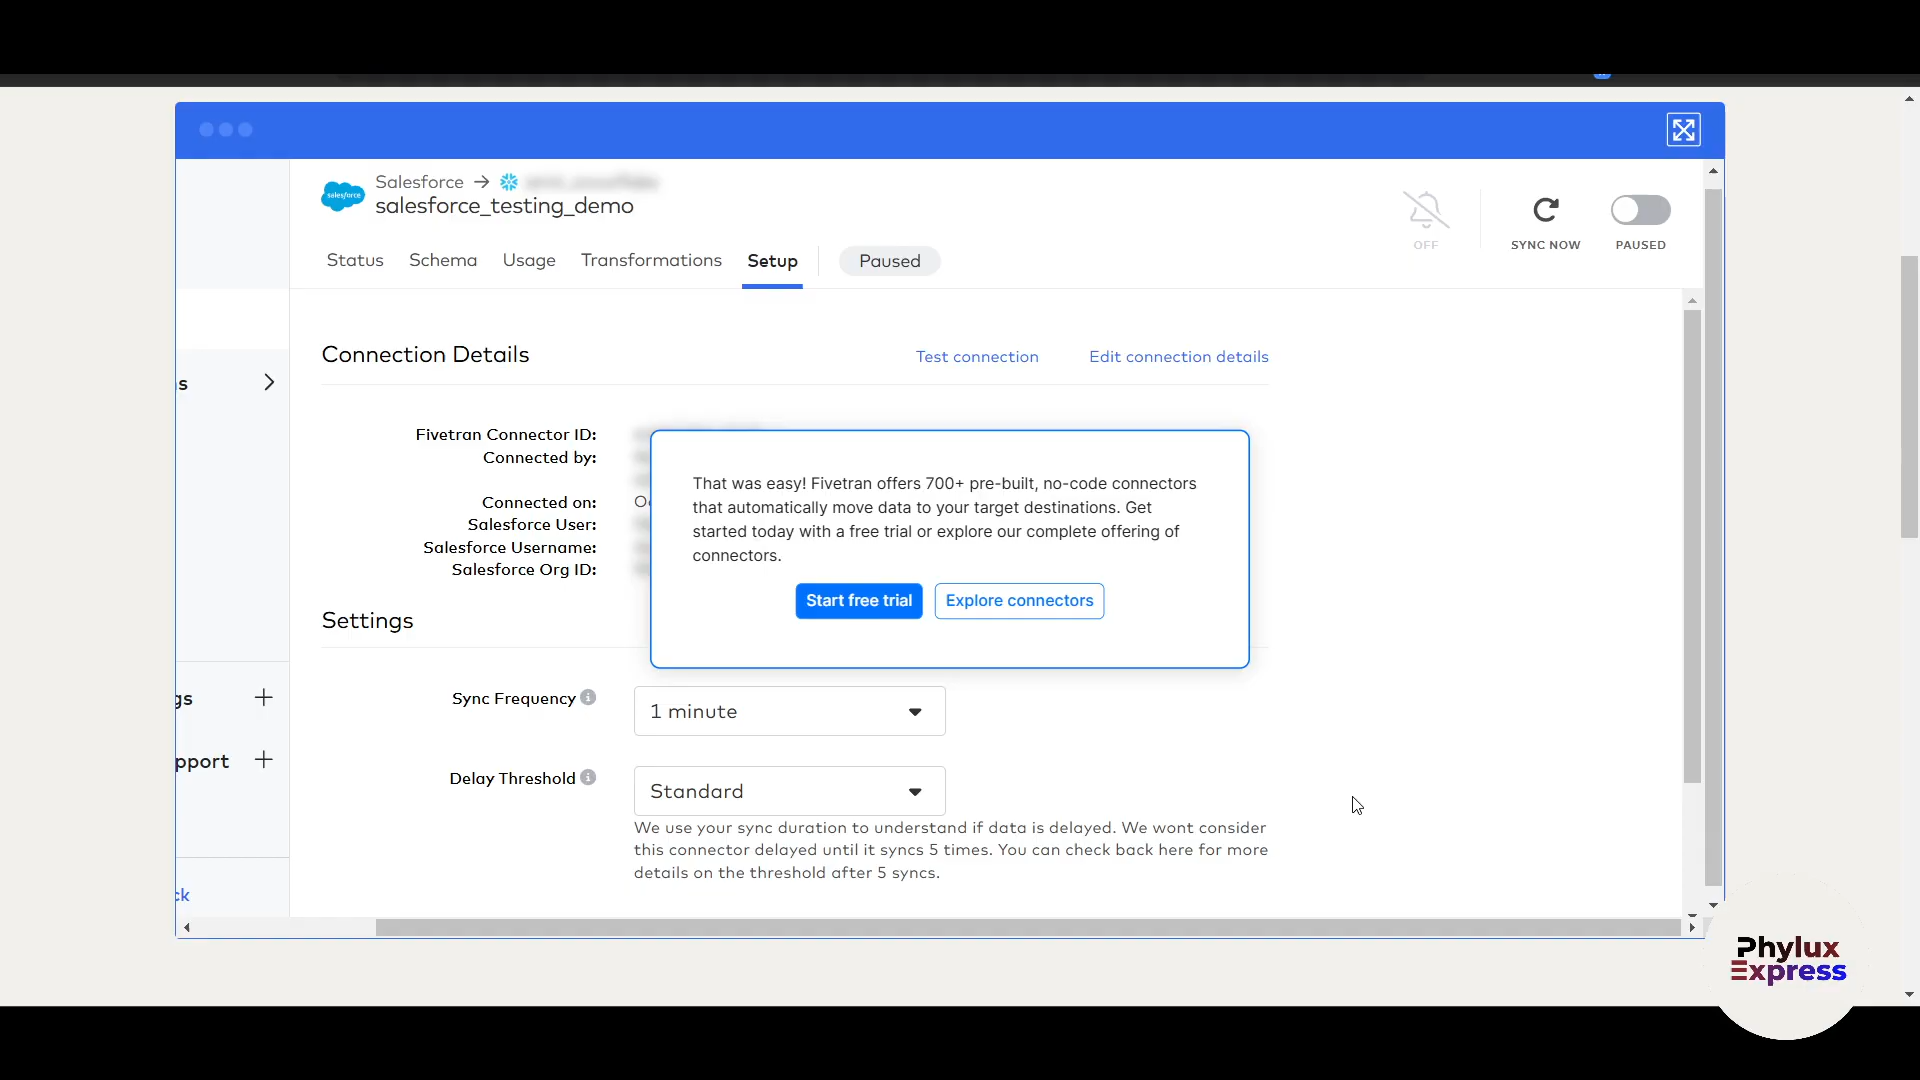 Salesforce →
salesforce
salesforce_testing_demo
OFF
SYNC NOW
PAUSED
Status
Schema
Usage
Transformations
Setup
Paused
Connection Details
Test connection
Edit connection details
Fivetran Connector ID:
Connected by:
Connected on:
Salesforce User:
Salesforce Username:
Salesforce Org ID:
That was easy! Fivetran offers 700+ pre-built, no-code connectors
that automatically move data to your target destinations. Get
started today with a free trial or explore our complete offering of
connectors.
Start free trial
Explore connectors
Settings
Sync Frequency
1 minute
Delay Threshold
Standard
We use your sync duration to understand if data is delayed. We wont consider
this connector delayed until it syncs 5 times. You can check back here for more
details on the threshold after 5 syncs.
Phylux
Express